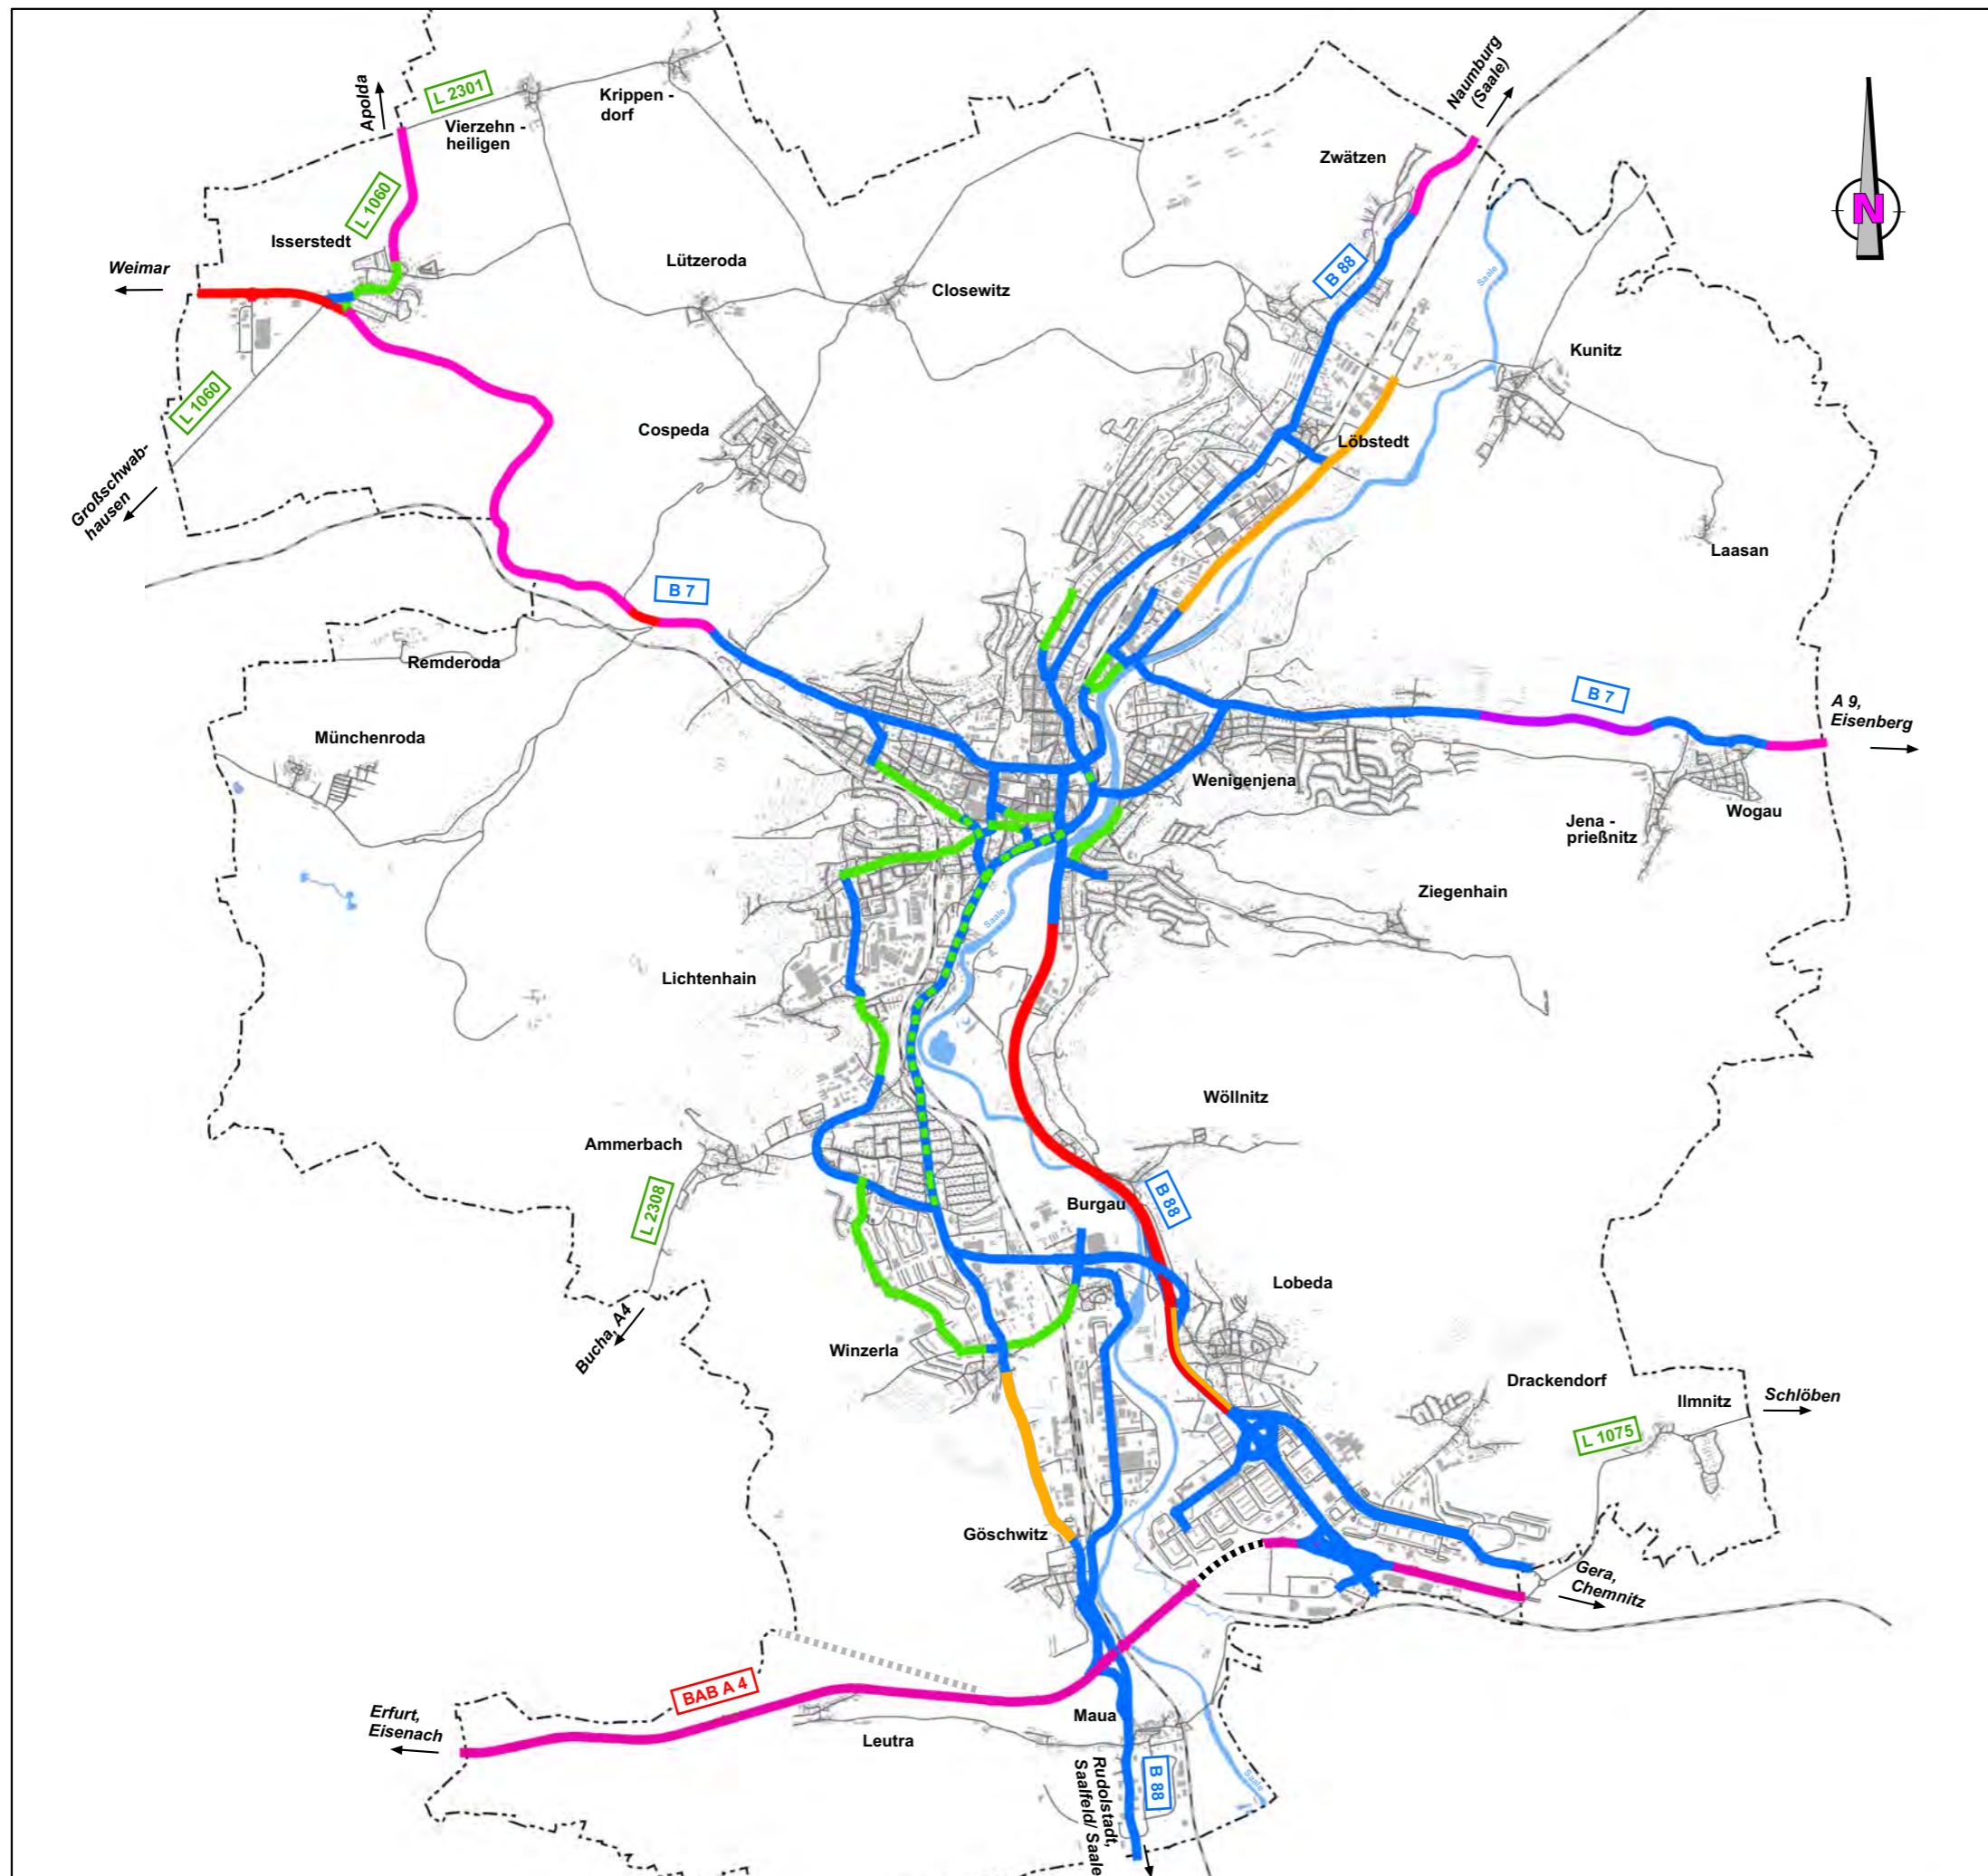 Apolda
L 2301
Krippen -
dorf
Vierzehn -
heiligen
Naumburg
(Saale)
Zwätzen
N
L 1060
Isserstedt
Weimar
Lützeroda
Closewitz
B 88
Saale
Kunitz
L 1060
Cospeda
Löbstedt
Großschwab-
hausen
Laasan
B 7
Remderoda
B 7
A 9,
Eisenberg
Münchenroda
Wenigenjena
Wogau
Jena -
prießnitz
Ziegenhain
Saale
Lichtenhain
Wöllnitz
Ammerbach
L 2308
Burgau
B 88
Lobeda
Bucha, A4
Winzerla
Drackendorf
Ilmnitz
Schlöben
L 1075
Göschwitz
Gera,
Chemnitz
BAB A 4
Erfurt,
Eisenach
Maua
Leutra
Rudolstadt,
Saalfeld/ Saale
B 88
Saale